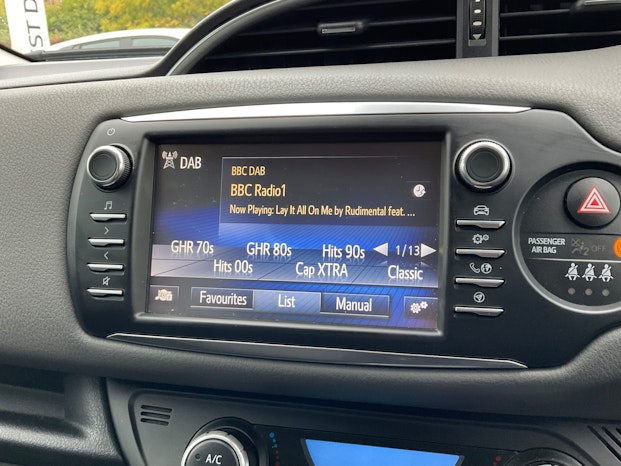 ST D
DAB
BBC DAB
BBC Radio1
Now Playing: Lay It All On Me by Rudimental feat. ...
GHR 70s GHR 80s Hits 90s 1/13
Hits 00s Cap XTRA Classic
Favourites List Manual
PASSENGER
AIR BAG OFF
A/C